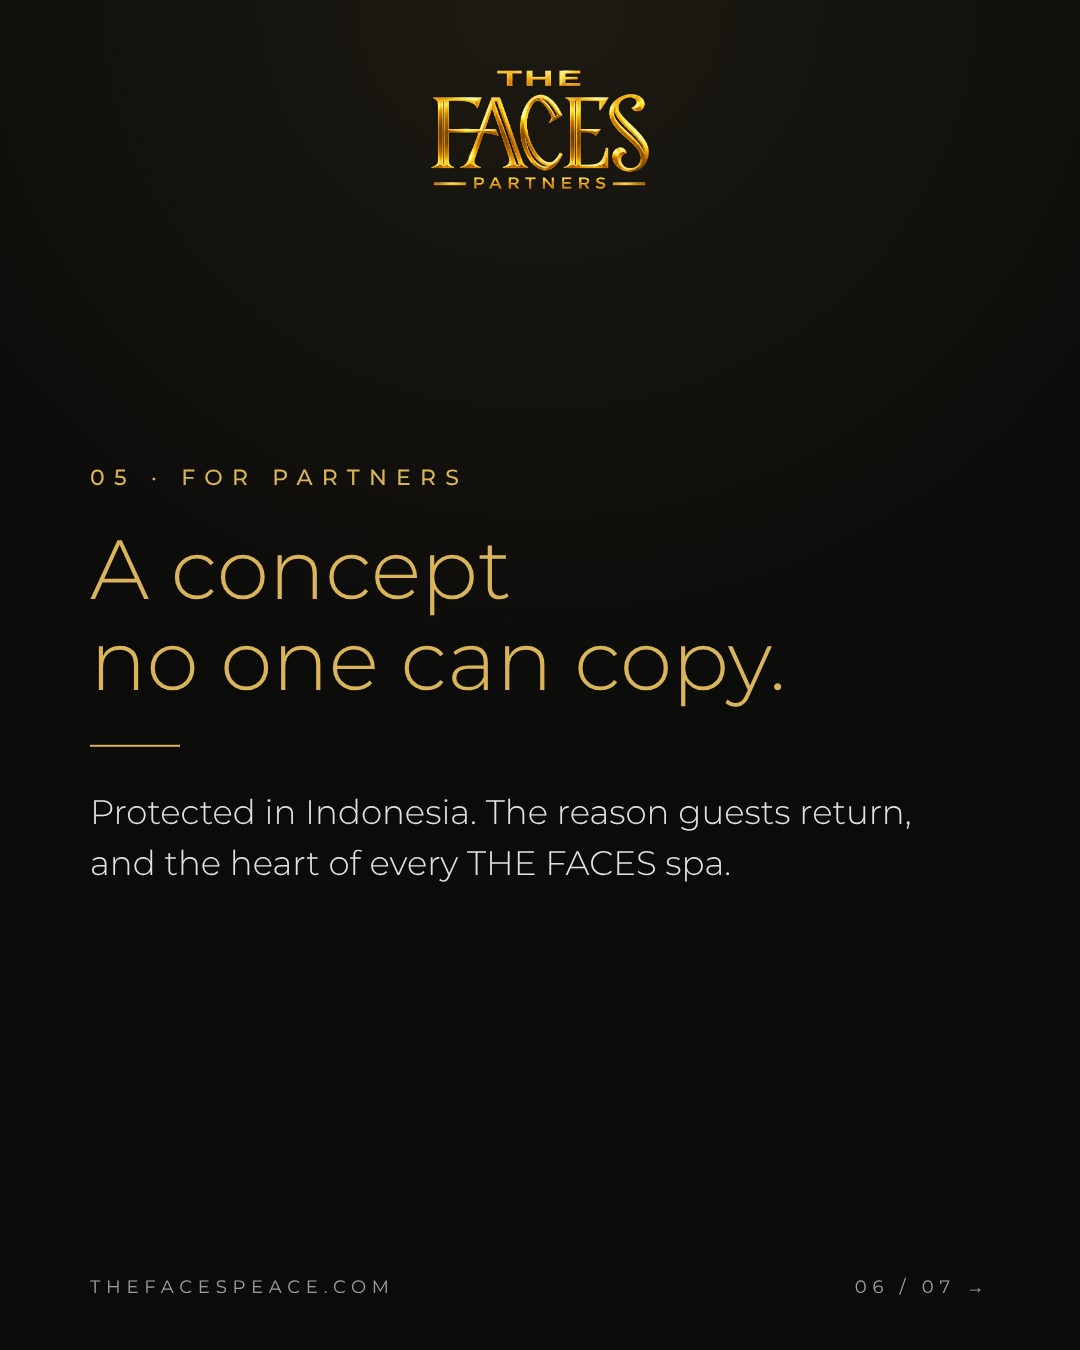 THE
FACES
PARTNERS
05 · FOR PARTNERS
A concept
no one can copy.
Protected in Indonesia. The reason guests return,
and the heart of every THE FACES spa.
THEFACESPEACE.COM
06 / 07 →